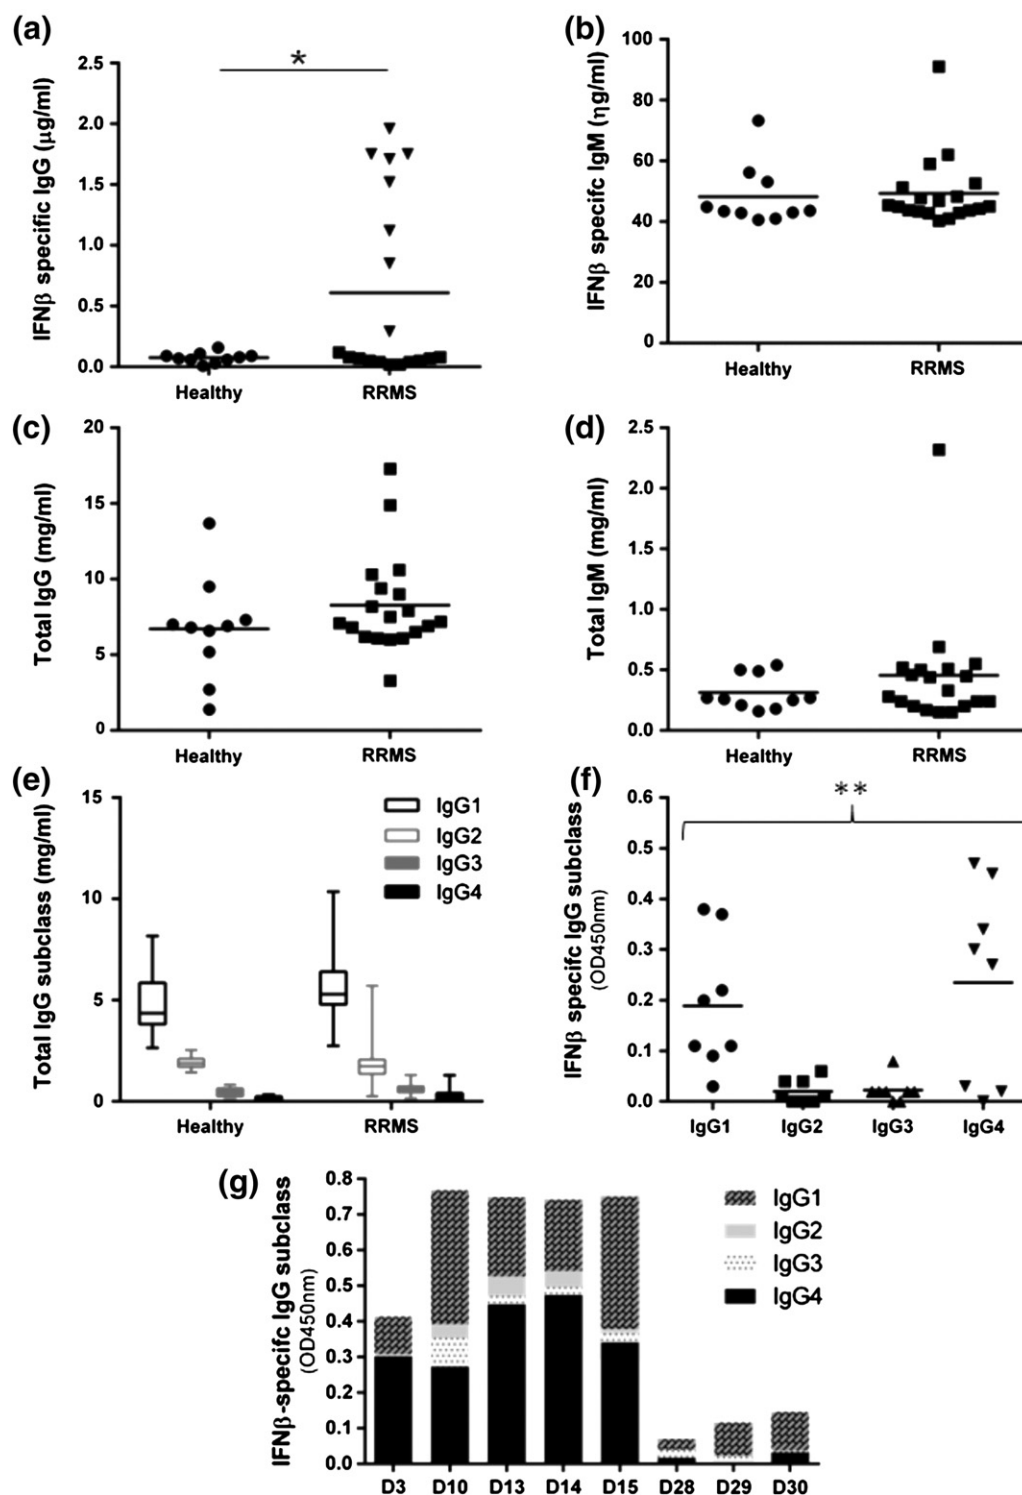 (a)
IFNβ specific IgG (μg/ml)
2.5
2.0
1.5
1.0
0.5
0.0
*
Healthy
RRMS
(b)
IFNβ specifc IgM (ηg/ml)
100
80
60
40
20
0
Healthy
RRMS
(c)
Total IgG (mg/ml)
20
15
10
5
0
Healthy
RRMS
(d)
Total IgM (mg/ml)
2.5
2.0
1.5
1.0
0.5
0.0
Healthy
RRMS
(e)
Total IgG subclass (mg/ml)
15
10
5
0
IgG1
IgG2
IgG3
IgG4
Healthy
RRMS
(f)
IFNβ specifc IgG subclass
(OD450nm)
0.6
0.5
0.4
0.3
0.2
0.1
0.0
**
IgG1
IgG2
IgG3
IgG4
(g)
IFNβ-specifc IgG subclass
(OD450nm)
0.8
0.7
0.6
0.5
0.4
0.3
0.2
0.1
0.0
IgG1
IgG2
IgG3
IgG4
D3
D10
D13
D14
D15
D28
D29
D30